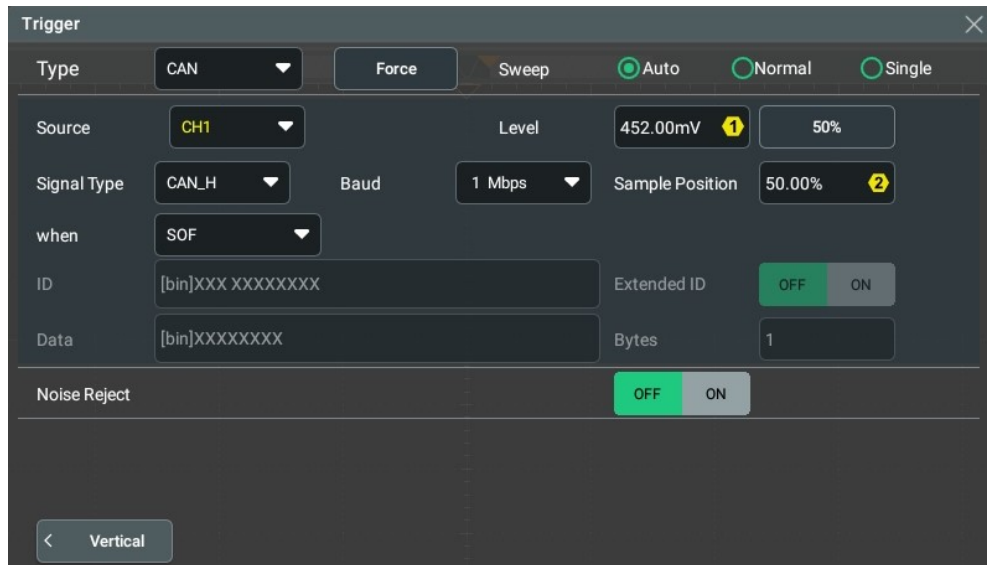 Trigger
Type CAN Force Sweep Auto Normal Single
Source CH1 Level 452.00mV 1 50%
Signal Type CAN_H Baud 1 Mbps Sample Position 50.00% 2
when SOF
ID [bin]XXX XXXXXXXX Extended ID OFF ON
Data [bin]XXXXXXXX Bytes 1
Noise Reject OFF ON
< Vertical